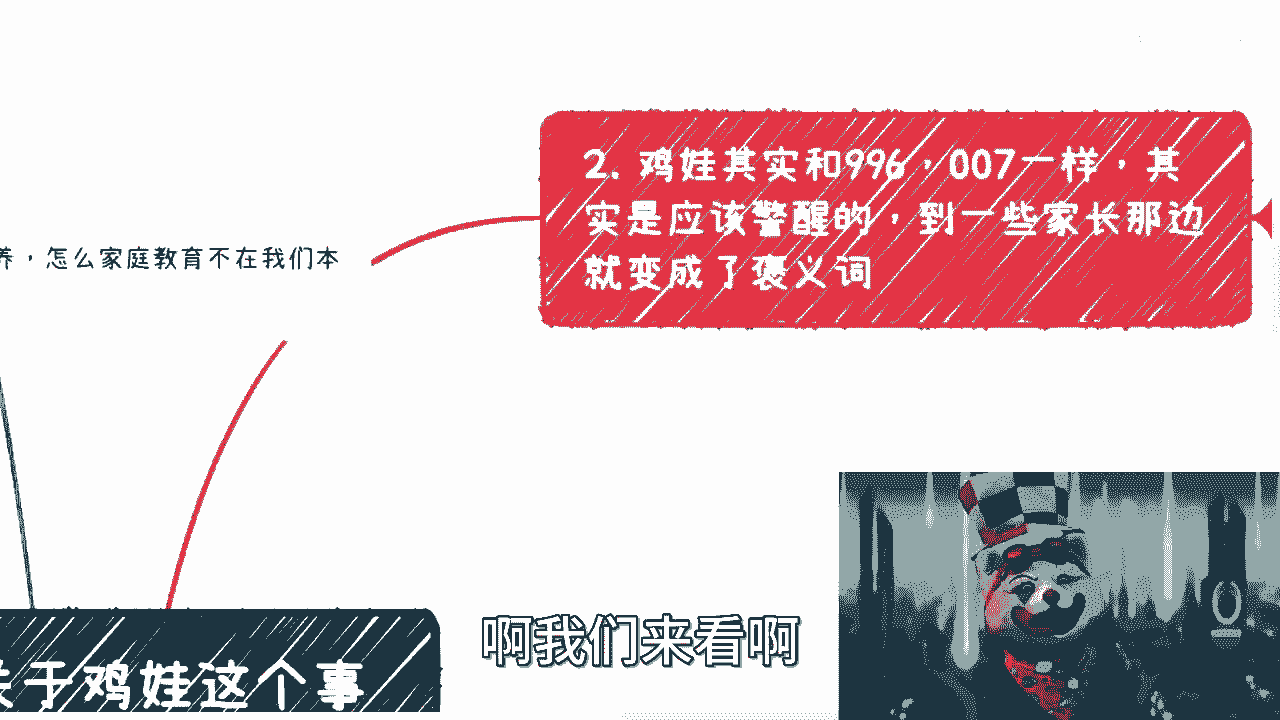 2. 鸡娃其实和996，007一样，其
实是应该警醒的，到一些家长那边
就变成了褒义词
养，怎么家庭教育不在我们本
关于鸡娃这个事
啊我们来看啊